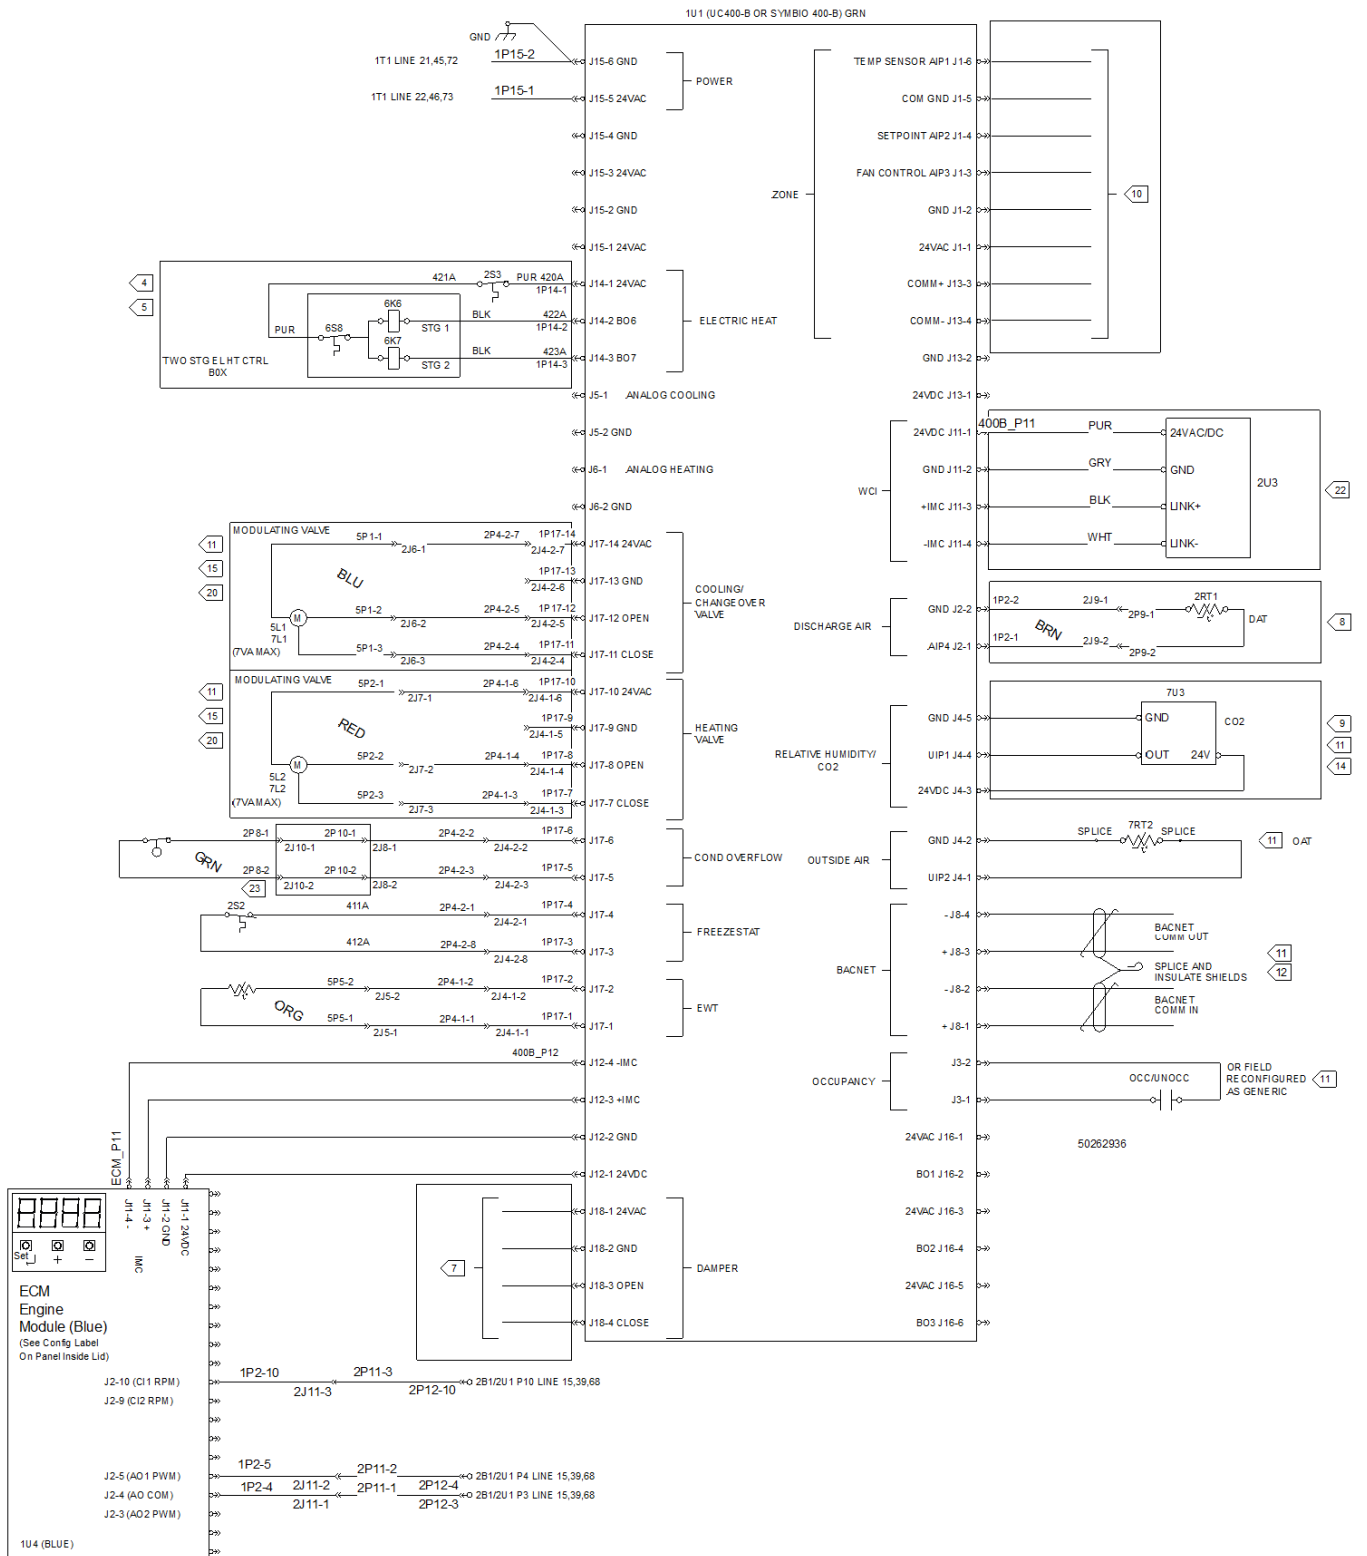 1U1 (UC400-B OR SYMBIO 400-B) GRN
GND
1T1 LINE 21,45,72
1P15-2
J15-6 GND
POWER
1T1 LINE 22,46,73
1P15-1
J15-5 24VAC
J15-4 GND
J15-3 24VAC
J15-2 GND
J15-1 24VAC
4
5
421A
2S3
PUR 420A
1P14-1
J14-1 24VAC
6K6
STG 1
BLK
422A
1P14-2
J14-2 BO6
ELECTRIC HEAT
PUR
6S8
6K7
STG 2
BLK
423A
1P14-3
J14-3 BO7
TWO STG EL HT CTRL
BOX
J5-1 ANALOG COOLING
J5-2 GND
J6-1 ANALOG HEATING
J6-2 GND
MODULATING VALVE
11
15
20
5P1-1
2J6-1
2P4-2-7
1P17-14
2J4-2-7
J17-14 24VAC
BLU
1P17-13
2J4-2-6
J17-13 GND
COOLING/
CHANGEOVER
VALVE
M
5L1
7L1
(7VA MAX)
5P1-2
2J6-2
2P4-2-5
1P17-12
2J4-2-5
J17-12 OPEN
5P1-3
2J6-3
2P4-2-4
1P17-11
2J4-2-4
J17-11 CLOSE
MODULATING VALVE
11
15
20
5P2-1
2J7-1
2P4-1-6
1P17-10
2J4-1-6
J17-10 24VAC
RED
1P17-9
2J4-1-5
J17-9 GND
HEATING
VALVE
M
5L2
7L2
(7VA MAX)
5P2-2
2J7-2
2P4-1-4
1P17-8
2J4-1-4
J17-8 OPEN
5P2-3
2J7-3
2P4-1-3
1P17-7
2J4-1-3
J17-7 CLOSE
2P8-1
2J10-1
2P10-1
2J8-1
2P4-2-2
2J4-2-2
1P17-6
J17-6
GRN
COND OVERFLOW
2P8-2
23
2J10-2
2P10-2
2J8-2
2P4-2-3
2J4-2-3
1P17-5
J17-5
2S2
411A
2P4-2-1
2J4-2-1
1P17-4
J17-4
FREEZESTAT
412A
2P4-2-8
2J4-2-8
1P17-3
J17-3
5P5-2
2J5-2
2P4-1-2
2J4-1-2
1P17-2
J17-2
ORG
EWT
5P5-1
2J5-1
2P4-1-1
2J4-1-1
1P17-1
J17-1
400B_P12
J12-4 -IMC
J12-3 +IMC
J12-2 GND
J12-1 24VDC
J18-1 24VAC
J18-2 GND
7
DAMPER
J18-3 OPEN
J18-4 CLOSE
ZONE
TEMP SENSOR AIP1 J1-6
COM GND J1-5
SETPOINT AIP2 J1-4
FAN CONTROL AIP3 J1-3
GND J1-2
24VAC J1-1
COMM+ J13-3
COMM- J13-4
GND J13-2
24VDC J13-1
10
WCI
24VDC J11-1
GND J11-2
+IMC J11-3
-IMC J11-4
400B_P11
PUR
GRY
BLK
WHT
24VAC/DC
GND
LINK+
LINK-
2U3
22
DISCHARGE AIR
GND J2-2
AIP4 J2-1
1P2-2
2J9-1
2P9-1
2RT1
BRN
1P2-1
2J9-2
2P9-2
DAT
8
RELATIVE HUMIDITY/
CO2
GND J4-5
UIP1 J4-4
24VDC J4-3
7U3
GND
OUT
24V
CO2
9
11
14
OUTSIDE AIR
GND J4-2
UIP2 J4-1
SPLICE
7RT2
SPLICE
11
OAT
BACNET
- J8-4
+ J8-3
- J8-2
+ J8-1
BACNET
COMM OUT
SPLICE AND
INSULATE SHIELDS
BACNET
COMM IN
11
12
OCCUPANCY
J3-2
J3-1
OCC/UNOCC
OR FIELD
RECONFIGURED
AS GENERIC
11
50262936
24VAC J16-1
BO1 J16-2
24VAC J16-3
BO2 J16-4
24VAC J16-5
BO3 J16-6
ECM_P11
J11-4 -
J11-3 +
J11-2 GND
J11-1 24VDC
IMC
Set
+
-
ECM
Engine
Module (Blue)
(See Config Label
On Panel Inside Lid)
J2-10 (CI1 RPM)
1P2-10
2J11-3
2P11-3
2P12-10
2B1/2U1 P10 LINE 15,39,68
J2-9 (CI2 RPM)
J2-5 (AO1 PWM)
1P2-5
2J11-2
2P11-2
2P12-4
2B1/2U1 P4 LINE 15,39,68
J2-4 (AO COM)
1P2-4
2J11-1
2P11-1
2P12-3
2B1/2U1 P3 LINE 15,39,68
J2-3 (AO2 PWM)
1U4 (BLUE)